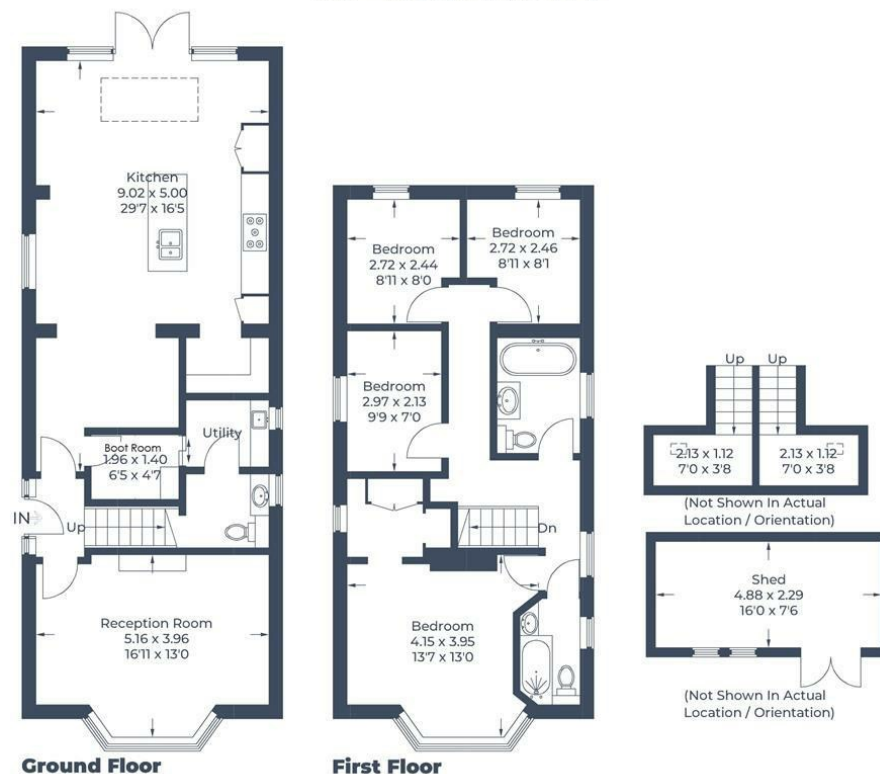 Kitchen
9.02 x 5.00
29'7 x 16'5
Utility
Boot Room
1.96 x 1.40
6'5 x 4'7
IN
Up
Reception Room
5.16 x 3.96
16'11 x 13'0
Ground Floor
Bedroom
2.72 x 2.44
8'11 x 8'0
Bedroom
2.72 x 2.46
8'11 x 8'1
Bedroom
2.97 x 2.13
9'9 x 7'0
Dn
Bedroom
4.15 x 3.95
13'7 x 13'0
First Floor
Up
Up
2.13 x 1.12
7'0 x 3'8
2.13 x 1.12
7'0 x 3'8
(Not Shown In Actual
Location / Orientation)
Shed
4.88 x 2.29
16'0 x 7'6
(Not Shown In Actual
Location / Orientation)